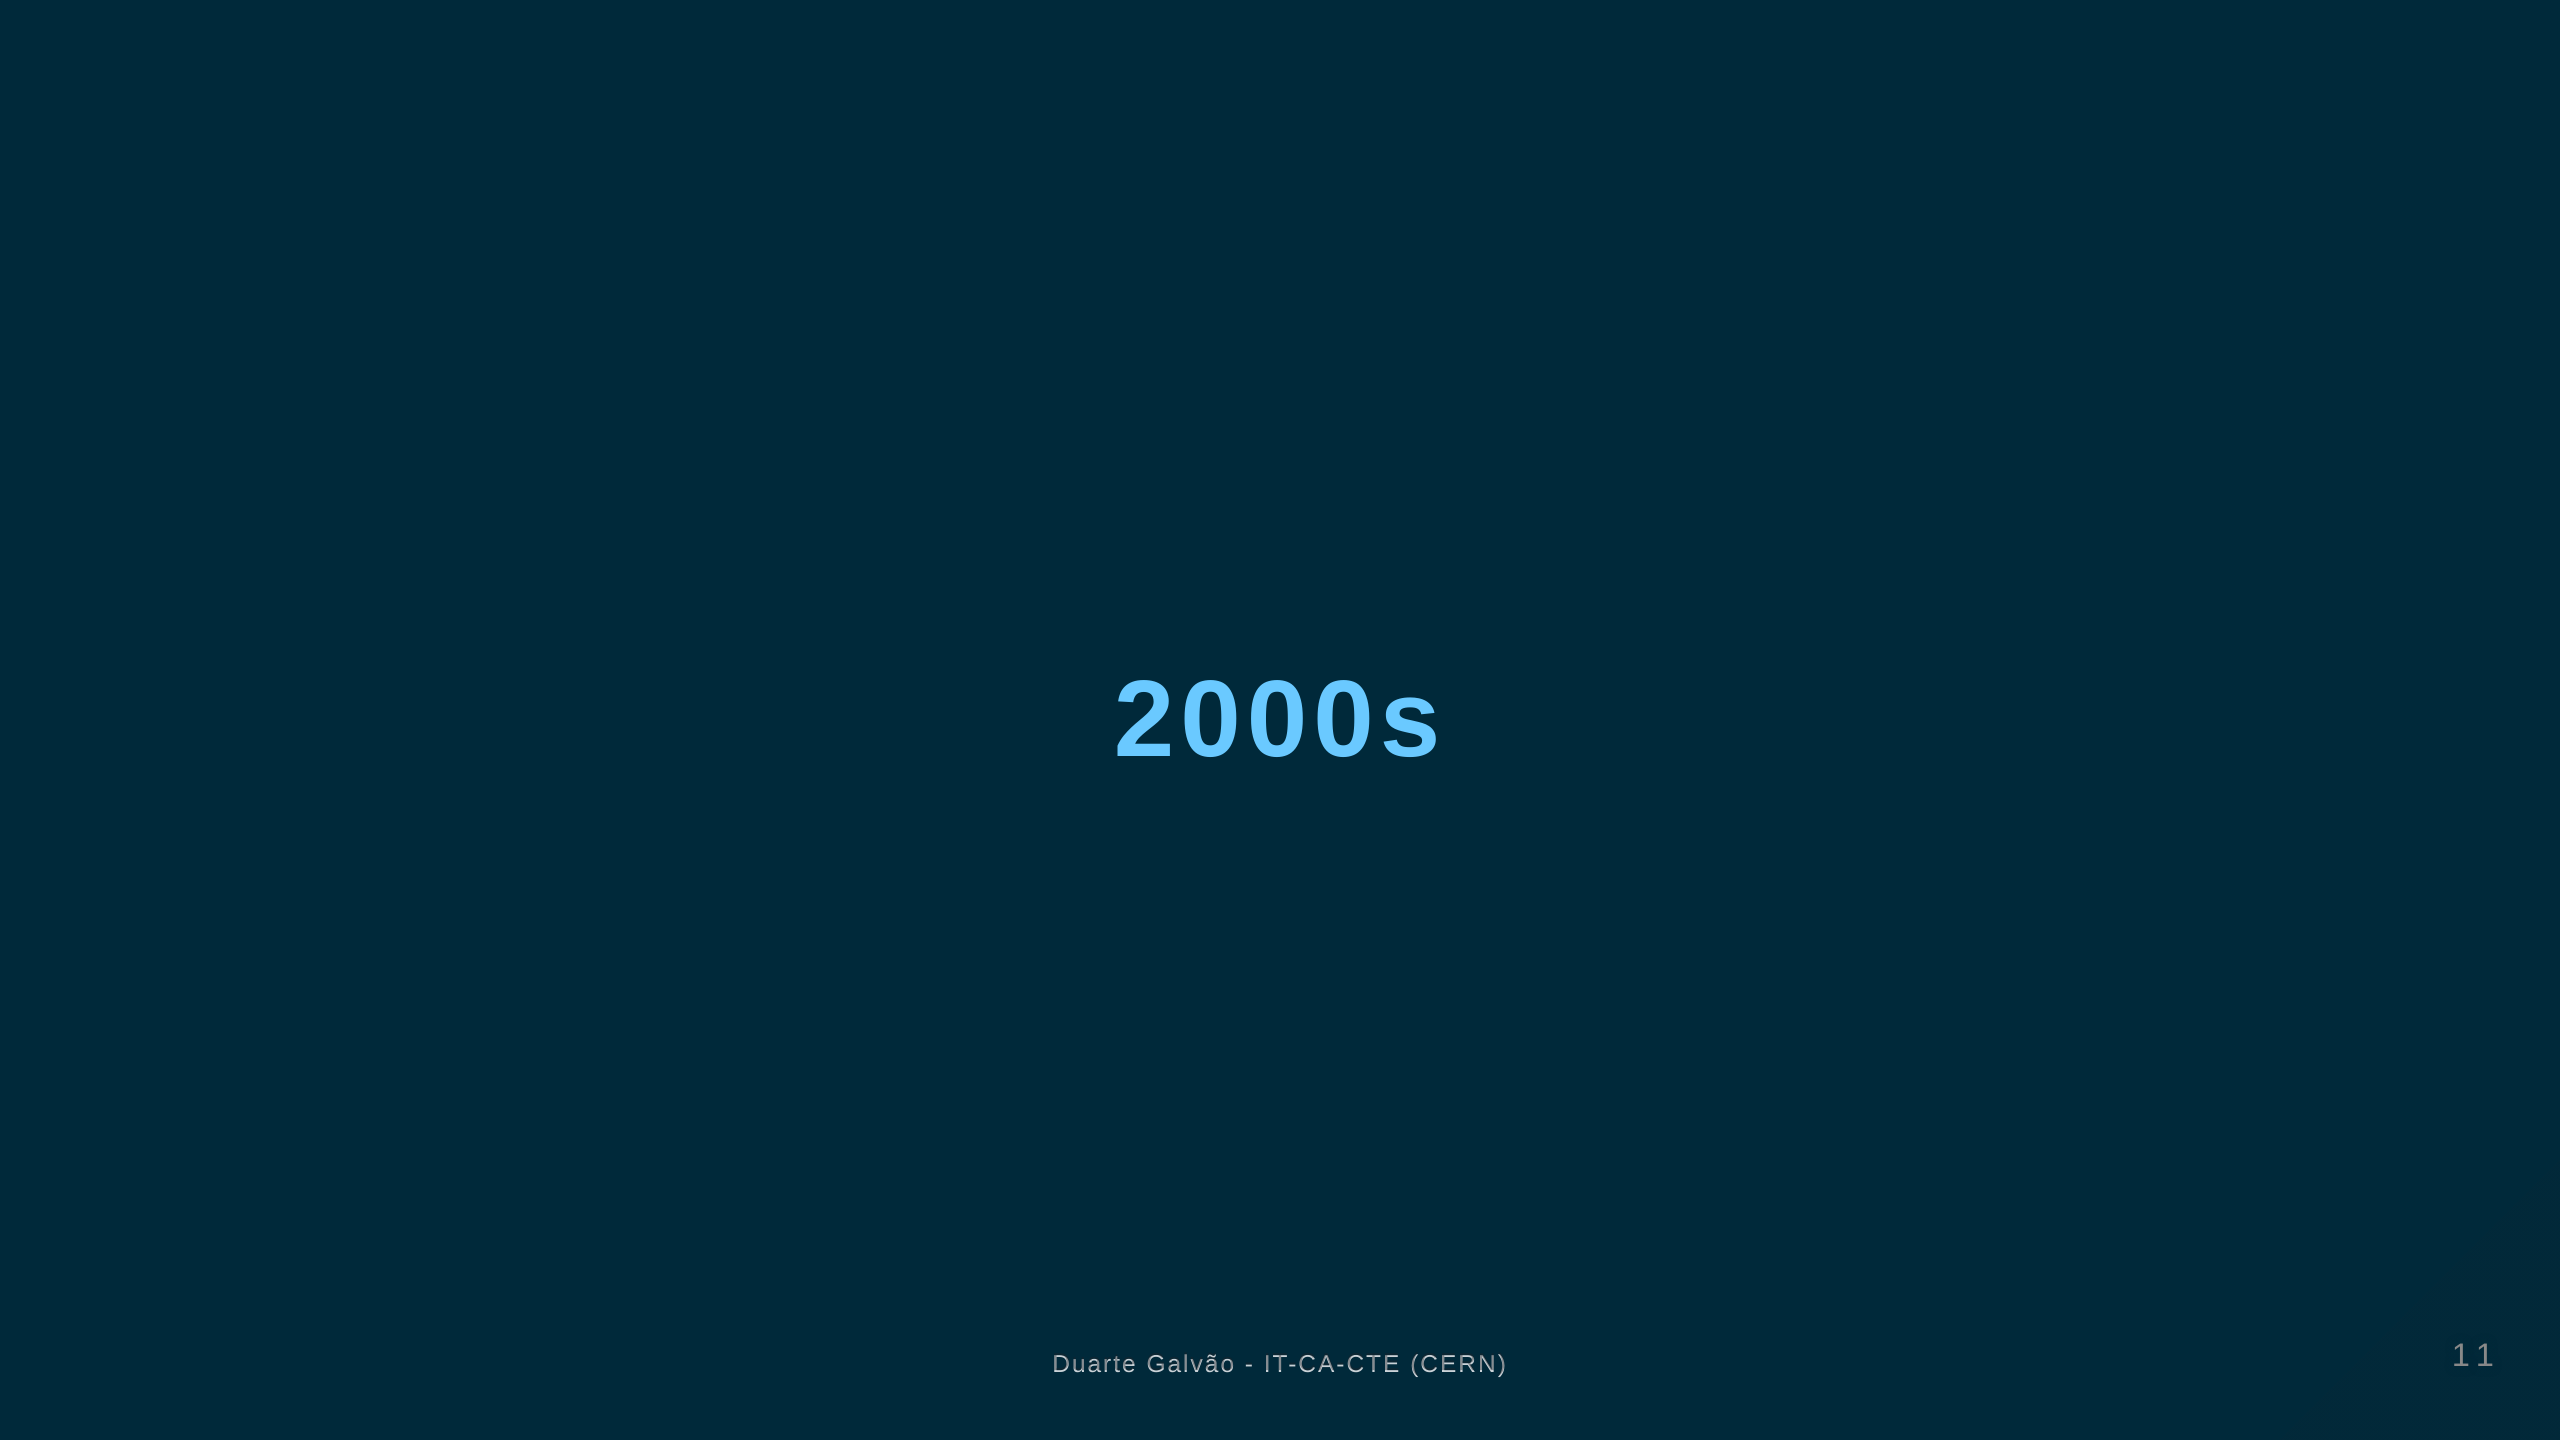 2000s
Duarte Galvão - IT-CA-CTE (CERN)
11